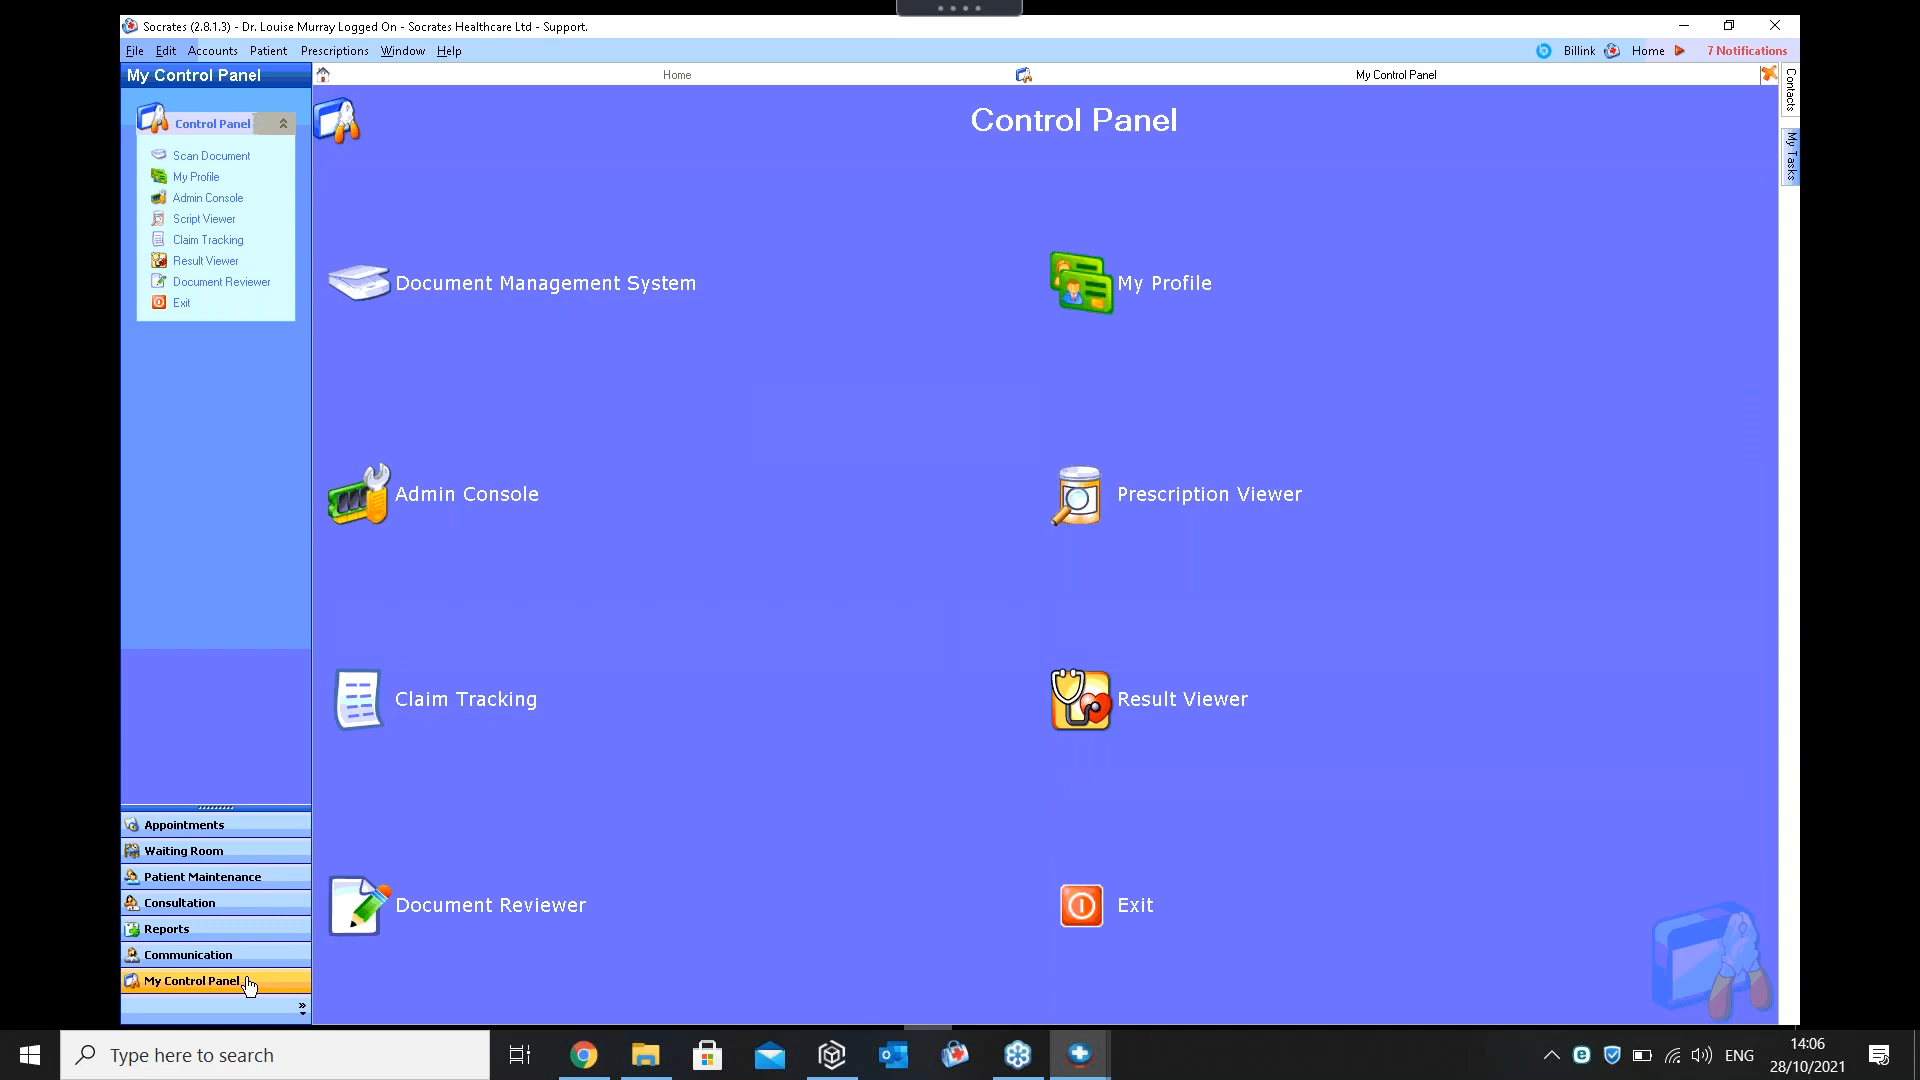 Socrates (2.8.1.3) - Dr. Louise Murray Logged On - Socrates Healthcare Ltd - Support.
File Edit Accounts Patient Prescriptions Window Help
Billink Home 7 Notifications
My Control Panel
Home
My Control Panel
Contacts
My Tasks
Control Panel
Scan Document
My Profile
Admin Console
Script Viewer
Claim Tracking
Result Viewer
Document Reviewer
Exit
Control Panel
Document Management System
My Profile
Admin Console
Prescription Viewer
Claim Tracking
Result Viewer
Document Reviewer
Exit
Appointments
Waiting Room
Patient Maintenance
Consultation
Reports
Communication
My Control Panel
Type here to search
ENG
14:06
28/10/2021